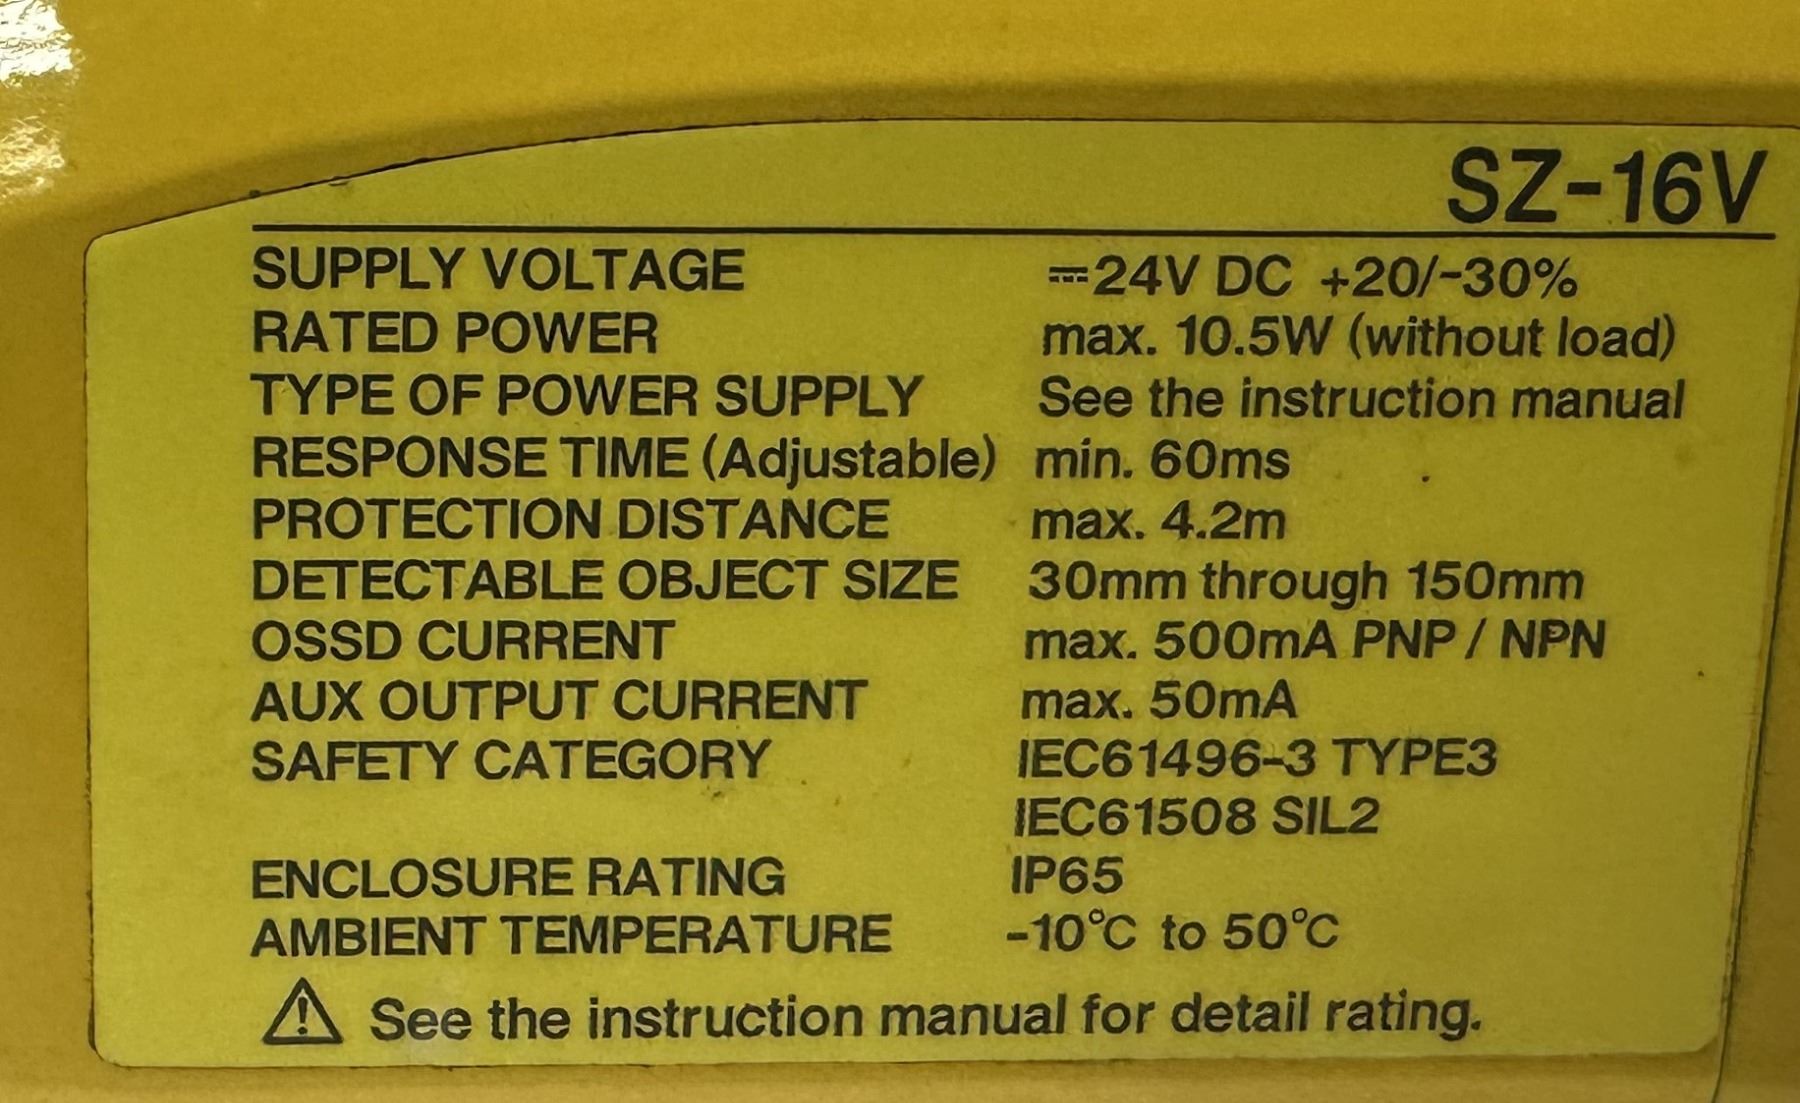 SZ-16V
SUPPLY VOLTAGE ⎓24V DC +20/-30%
RATED POWER max. 10.5W (without load)
TYPE OF POWER SUPPLY See the instruction manual
RESPONSE TIME (Adjustable) min. 60ms
PROTECTION DISTANCE max. 4.2m
DETECTABLE OBJECT SIZE 30mm through 150mm
OSSD CURRENT max. 500mA PNP / NPN
AUX OUTPUT CURRENT max. 50mA
SAFETY CATEGORY IEC61496-3 TYPE3
IEC61508 SIL2
ENCLOSURE RATING IP65
AMBIENT TEMPERATURE -10°C to 50°C
⚠ See the instruction manual for detail rating.